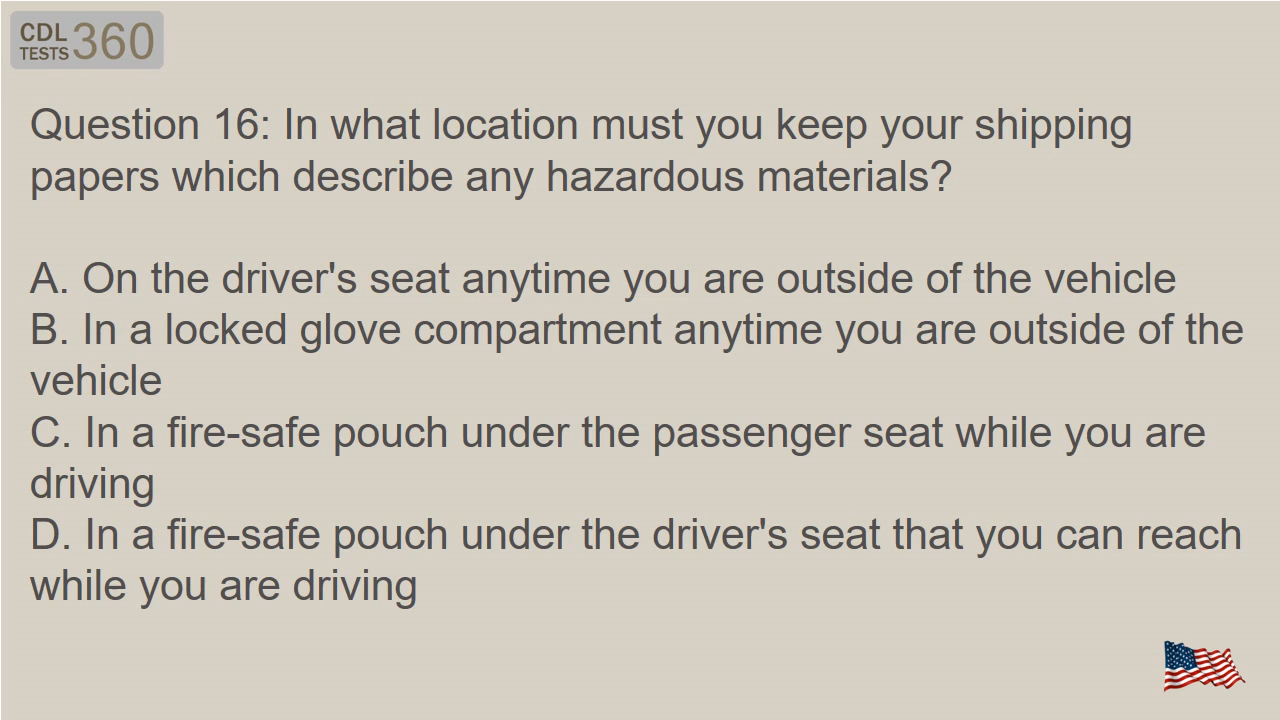 CDL
TESTS 360
Question 16: In what location must you keep your shipping
papers which describe any hazardous materials?
A. On the driver's seat anytime you are outside of the vehicle
B. In a locked glove compartment anytime you are outside of the
vehicle
C. In a fire-safe pouch under the passenger seat while you are
driving
D. In a fire-safe pouch under the driver's seat that you can reach
while you are driving